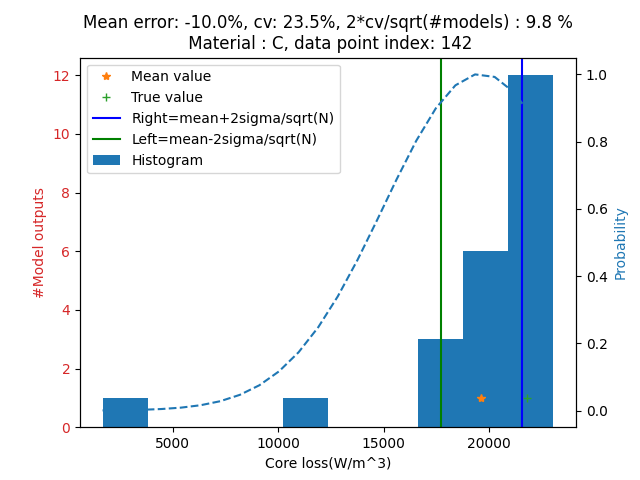 Mean error: -10.0%, cv: 23.5%, 2*cv/sqrt(#models) : 9.8 %
Material : C, data point index: 142
Mean value
True value
Right=mean+2sigma/sqrt(N)
Left=mean-2sigma/sqrt(N)
Histogram
#Model outputs
12
10
8
6
4
2
0
1.0
0.8
0.6
0.4
0.2
0.0
Probability
5000 10000 15000 20000
Core loss(W/m^3)